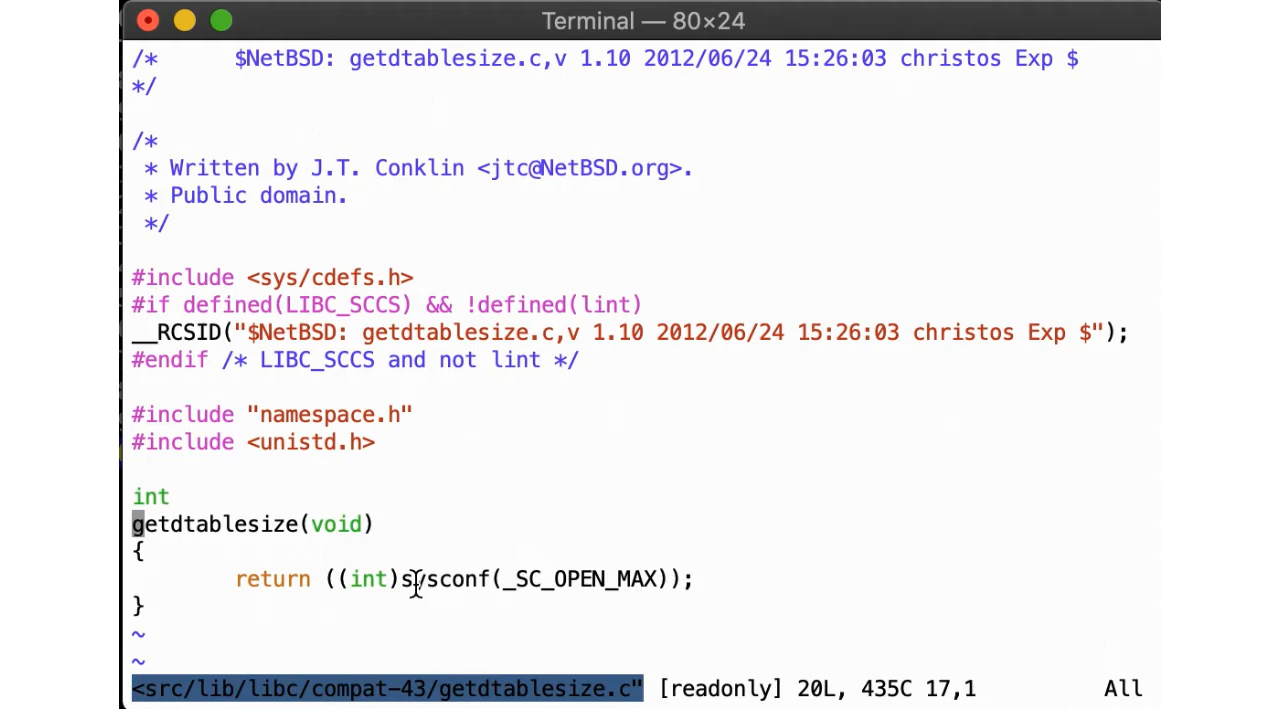 Terminal — 80×24
/*      $NetBSD: getdtablesize.c,v 1.10 2012/06/24 15:26:03 christos Exp $
*/
/*
 * Written by J.T. Conklin <jtc@NetBSD.org>.
 * Public domain.
 */
#include <sys/cdefs.h>
#if defined(LIBC_SCCS) && !defined(lint)
__RCSID("$NetBSD: getdtablesize.c,v 1.10 2012/06/24 15:26:03 christos Exp $");
#endif /* LIBC_SCCS and not lint */
#include "namespace.h"
#include <unistd.h>
int
getdtablesize(void)
{
        return ((int)sysconf(_SC_OPEN_MAX));
}
~
~
<src/lib/libc/compat-43/getdtablesize.c" [readonly] 20L, 435C 17,1          All